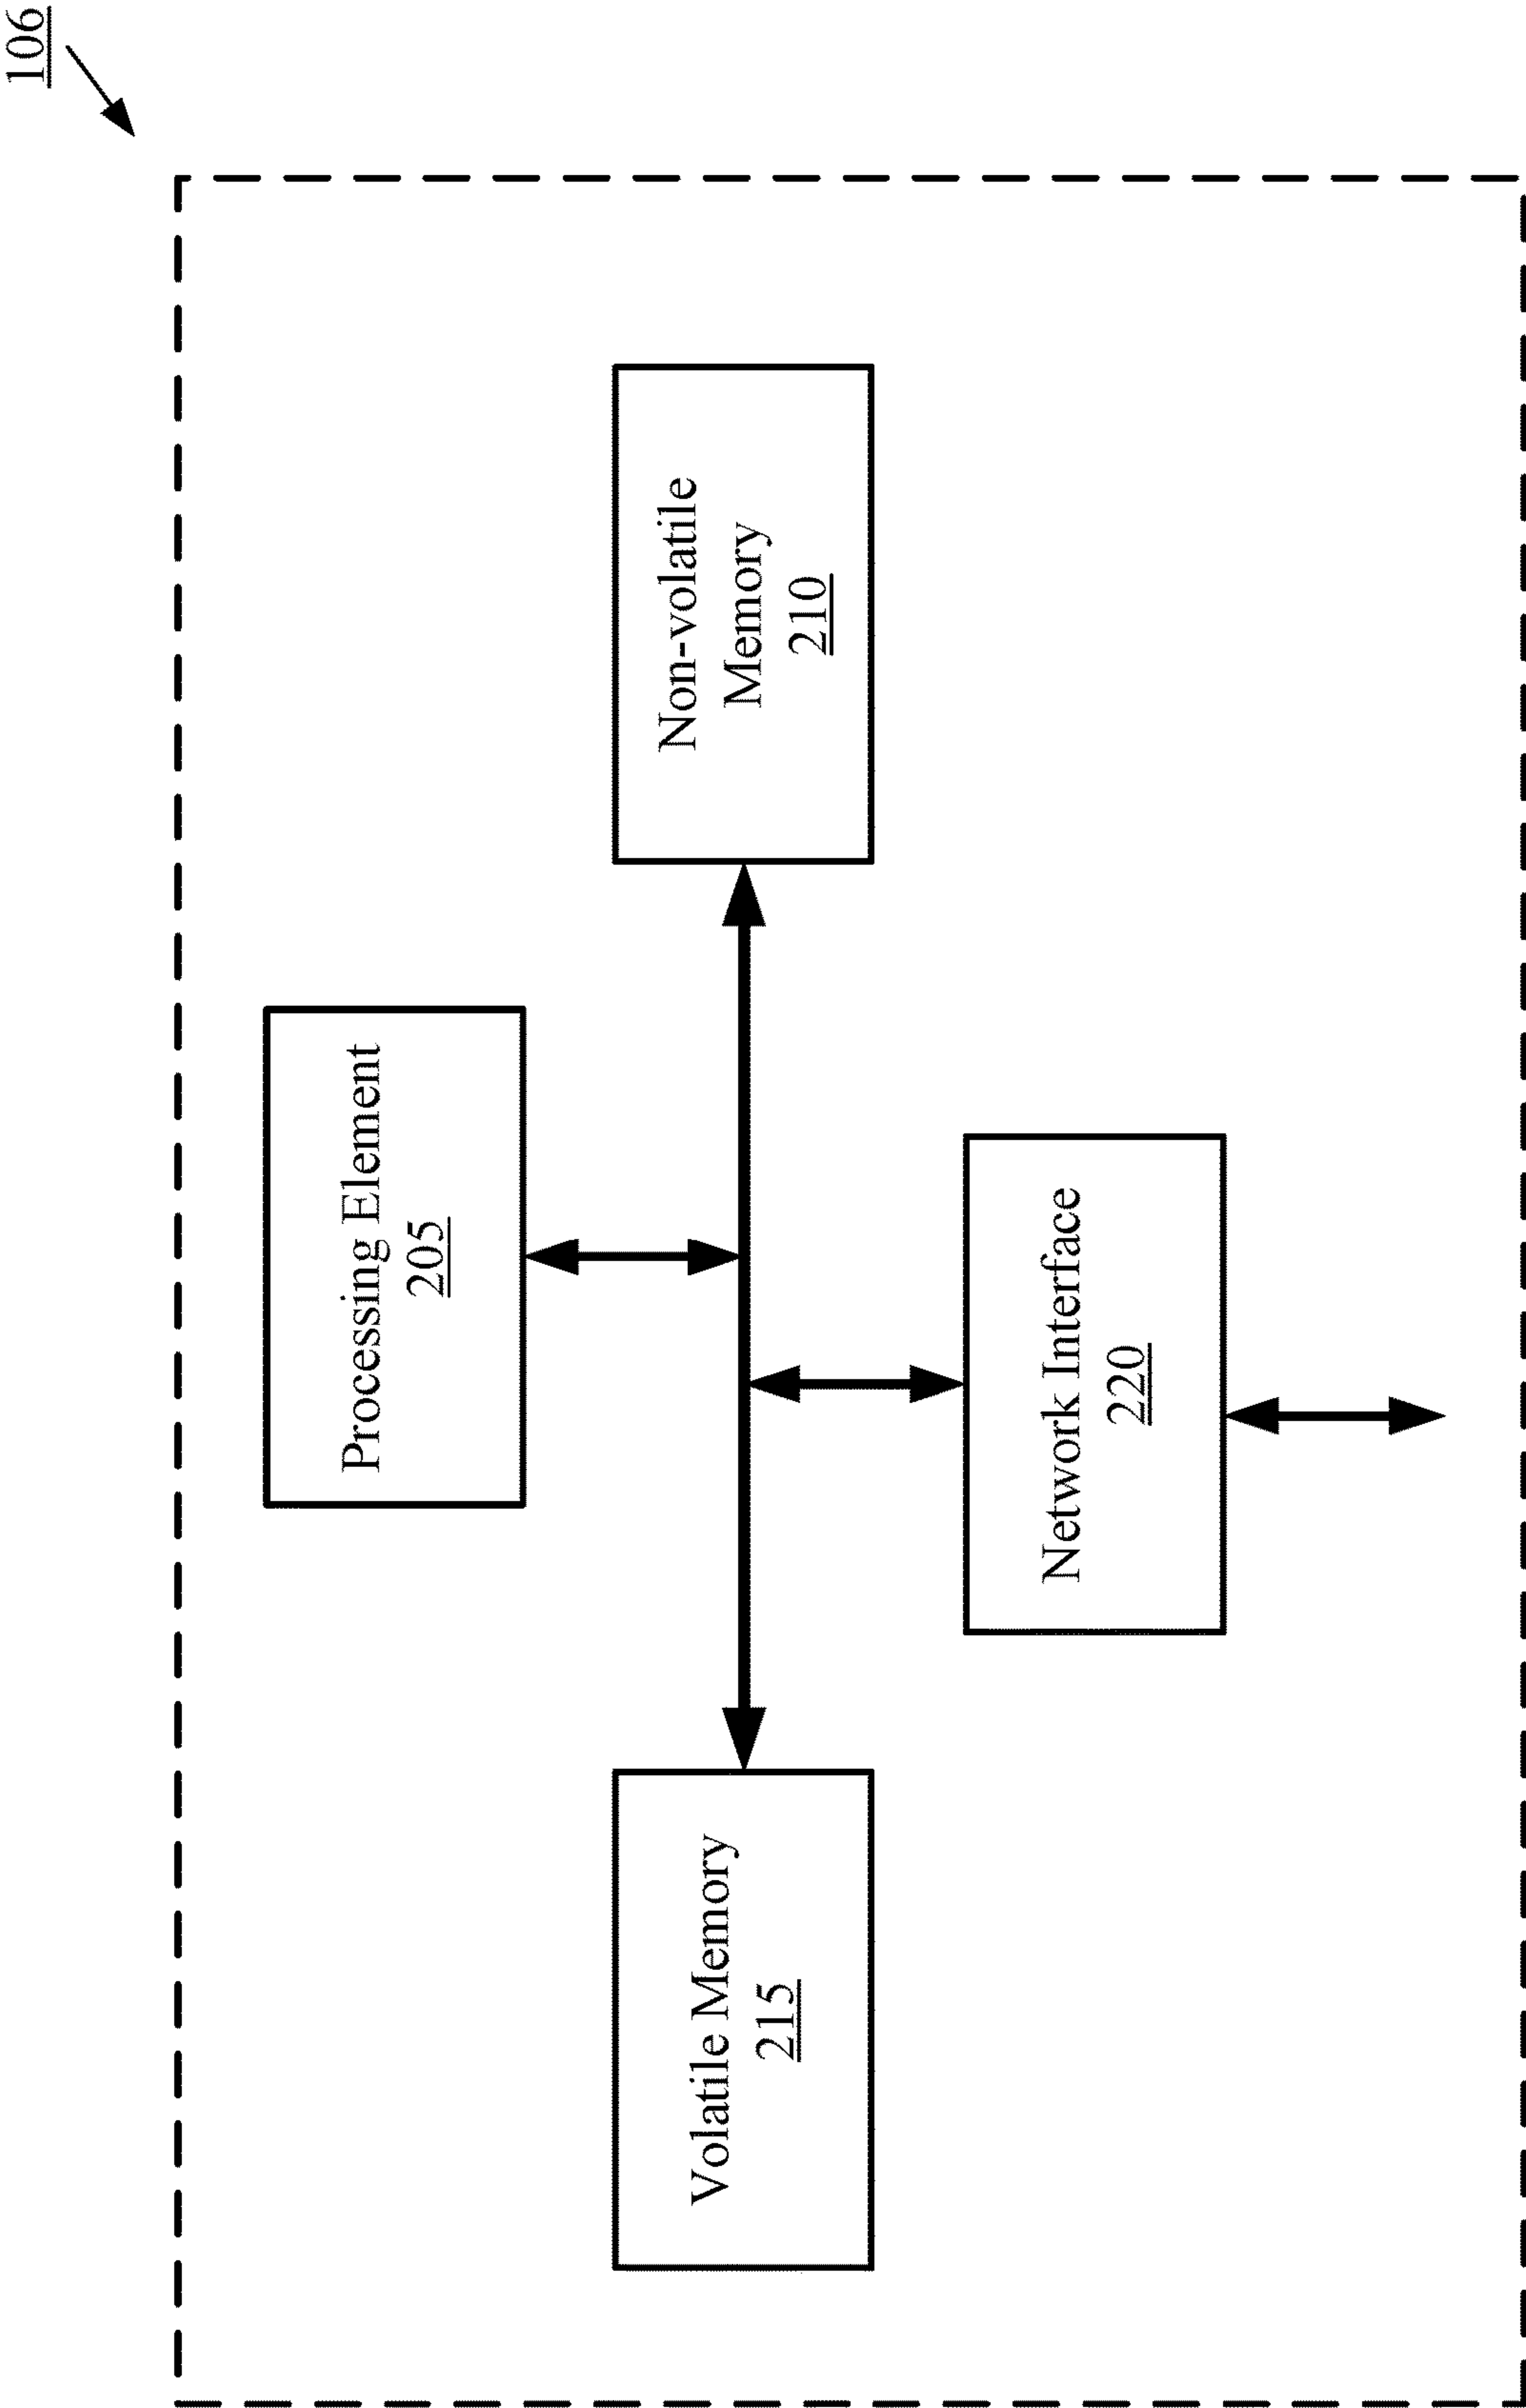 106
Processing Element
205
Volatile Memory
215
Non-volatile
Memory
210
Network Interface
220